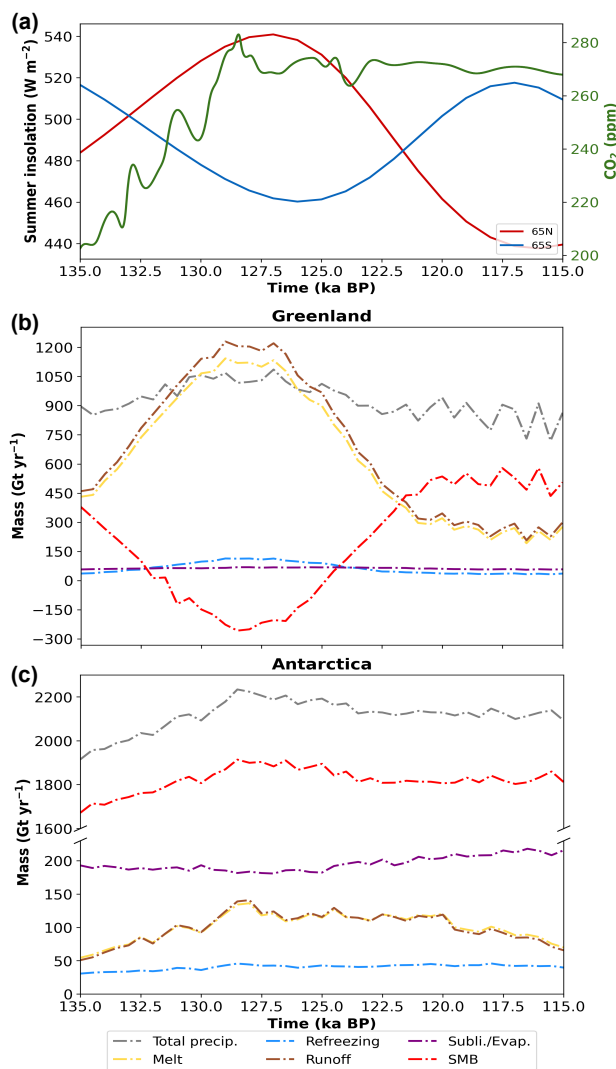 (a)
Summer insolation (W m⁻²)
540
520
500
480
460
440
280
260
240
220
200
CO₂ (ppm)
65N
65S
135.0 132.5 130.0 127.5 125.0 122.5 120.0 117.5 115.0
Time (ka BP)
(b)
Greenland
Mass (Gt yr⁻¹)
1200
1050
900
750
600
450
300
150
0
−150
−300
(c)
Antarctica
Mass (Gt yr⁻¹)
2200
2000
1800
1600
200
150
100
50
0
135.0 132.5 130.0 127.5 125.0 122.5 120.0 117.5 115.0
Time (ka BP)
Total precip. Refreezing Subli./Evap.
Melt Runoff SMB